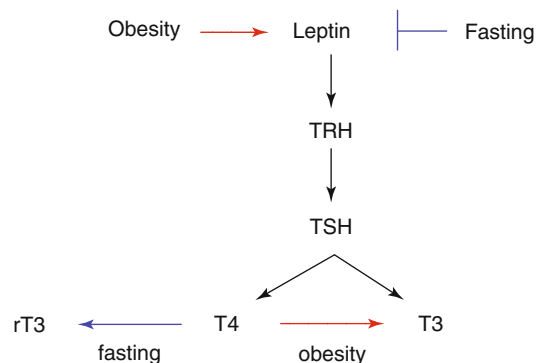 Obesity Leptin Fasting
TRH
TSH
rT3 T4 T3
fasting obesity